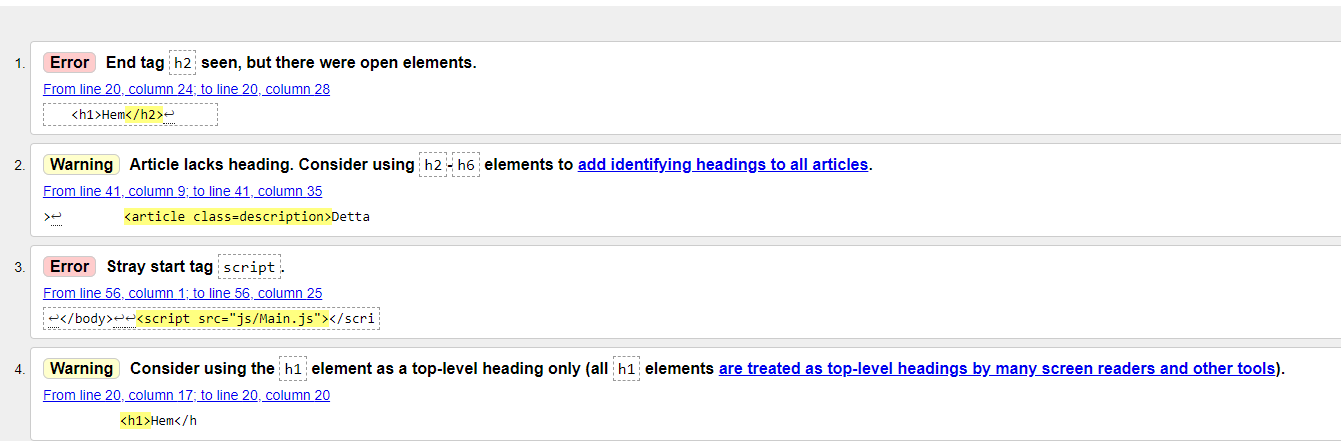 1. Error End tag h2 seen, but there were open elements.
From line 20, column 24; to line 20, column 28
<h1>Hem</h2>↩
2. Warning Article lacks heading. Consider using h2-h6 elements to add identifying headings to all articles.
From line 41, column 9; to line 41, column 35
>↩ <article class=description>Detta
3. Error Stray start tag script.
From line 56, column 1; to line 56, column 25
↩</body>↩↩<script src="js/Main.js"></scri
4. Warning Consider using the h1 element as a top-level heading only (all h1 elements are treated as top-level headings by many screen readers and other tools).
From line 20, column 17; to line 20, column 20
<h1>Hem</h